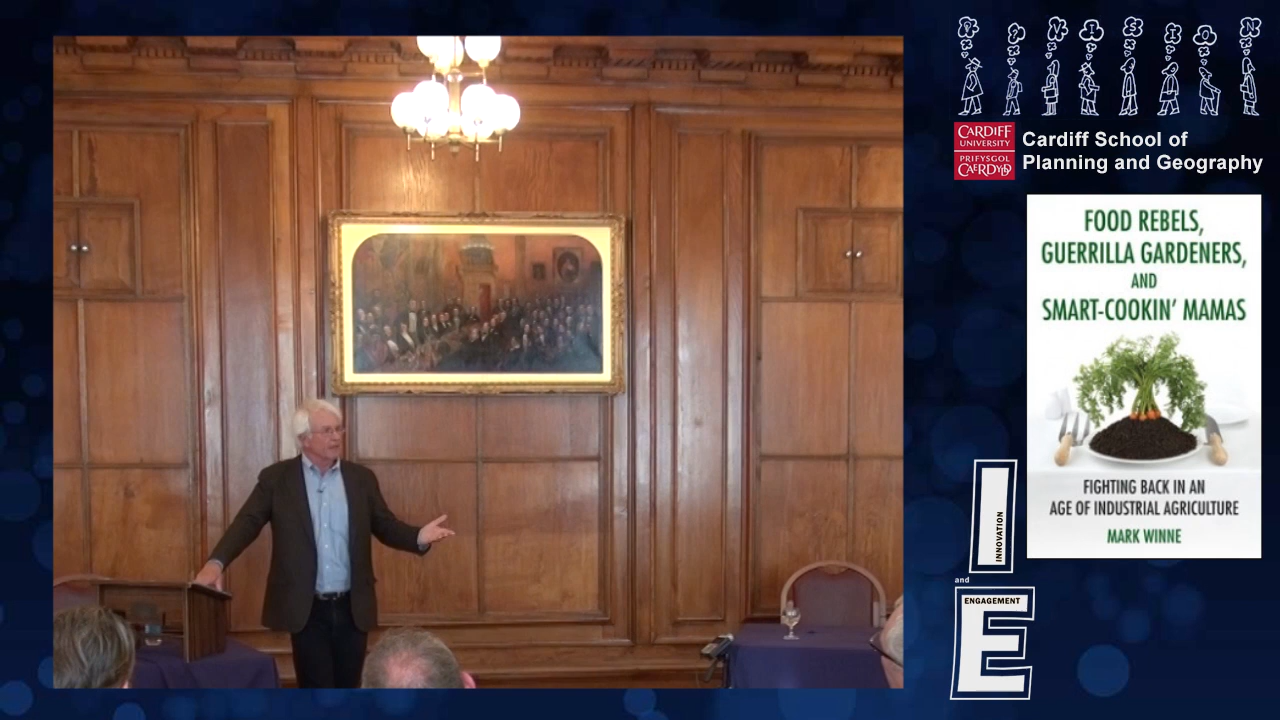 CARDIFF
UNIVERSITY
PRIFYSGOL
CAERDYDD
Cardiff School of
Planning and Geography
FOOD REBELS,
GUERRILLA GARDENERS,
AND
SMART-COOKIN' MAMAS
FIGHTING BACK IN AN
AGE OF INDUSTRIAL AGRICULTURE
MARK WINNE
I
INNOVATION
and
ENGAGEMENT
E